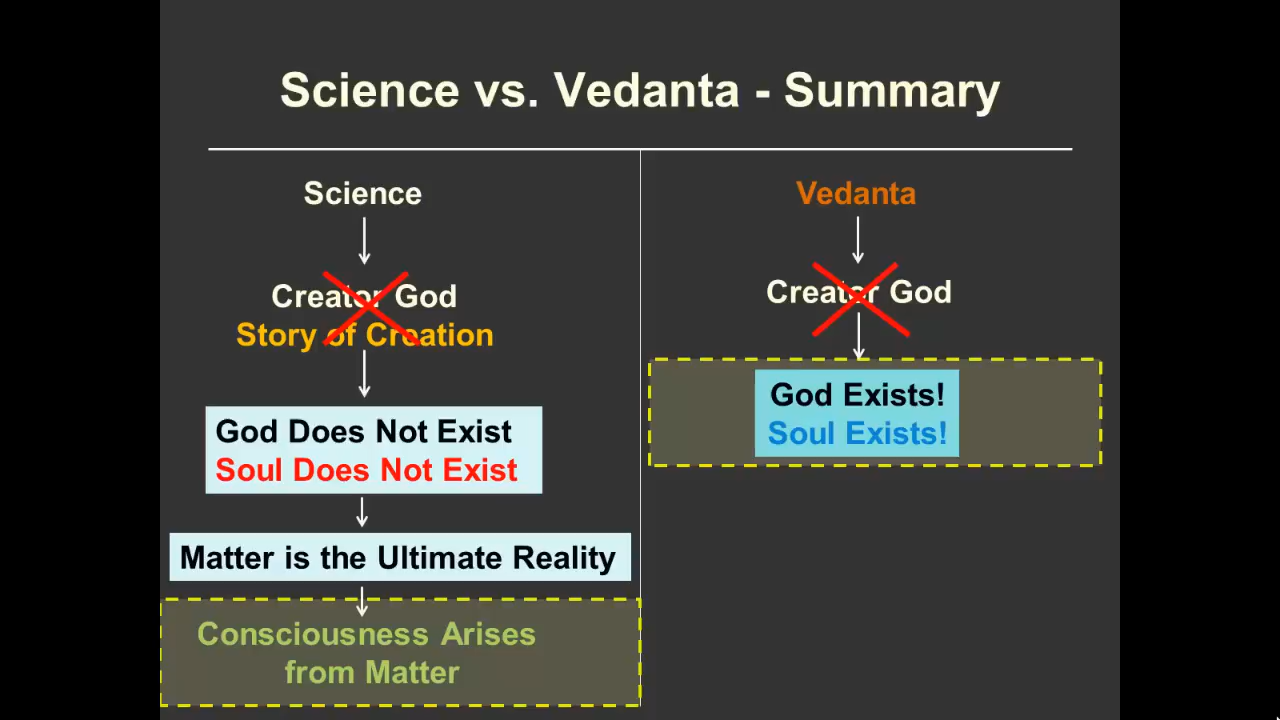 Science vs. Vedanta - Summary
Science
Creator God
Story of Creation
God Does Not Exist
Soul Does Not Exist
Matter is the Ultimate Reality
Consciousness Arises
from Matter
Vedanta
Creator God
God Exists!
Soul Exists!